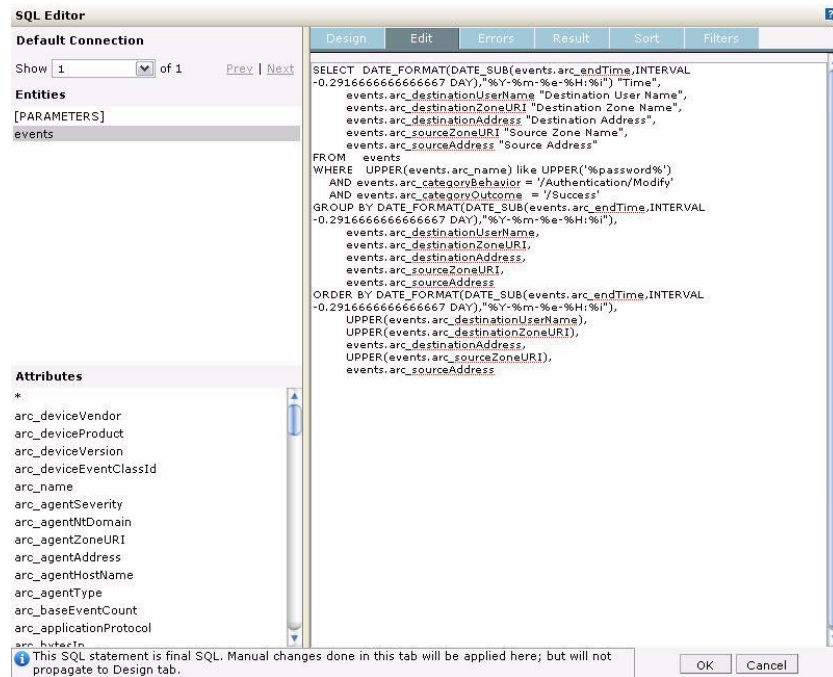 SQL Editor
?
Default Connection
Show 1 of 1 Prev | Next
Entities
[PARAMETERS]
events
Attributes
*
arc_deviceVendor
arc_deviceProduct
arc_deviceVersion
arc_deviceEventClassId
arc_name
arc_agentSeverity
arc_agentNtDomain
arc_agentZoneURI
arc_agentAddress
arc_agentHostName
arc_agentType
arc_baseEventCount
arc_applicationProtocol
arc_bytesIn
Design Edit Errors Result Sort Filters
SELECT DATE_FORMAT(DATE_SUB(events.arc_endTime,INTERVAL
-0.2916666666666667 DAY),"%Y-%m-%e-%H:%i") "Time",
events.arc_destinationUserName "Destination User Name",
events.arc_destinationZoneURI "Destination Zone Name",
events.arc_destinationAddress "Destination Address",
events.arc_sourceZoneURI "Source Zone Name",
events.arc_sourceAddress "Source Address"
FROM events
WHERE UPPER(events.arc_name) like UPPER('%password%')
AND events.arc_categoryBehavior = '/Authentication/Modify'
AND events.arc_categoryOutcome = '/Success'
GROUP BY DATE_FORMAT(DATE_SUB(events.arc_endTime,INTERVAL
-0.2916666666666667 DAY),"%Y-%m-%e-%H:%i"),
events.arc_destinationUserName,
events.arc_destinationZoneURI,
events.arc_destinationAddress,
events.arc_sourceZoneURI,
events.arc_sourceAddress
ORDER BY DATE_FORMAT(DATE_SUB(events.arc_endTime,INTERVAL
-0.2916666666666667 DAY),"%Y-%m-%e-%H:%i"),
UPPER(events.arc_destinationUserName),
UPPER(events.arc_destinationZoneURI),
events.arc_destinationAddress,
UPPER(events.arc_sourceZoneURI),
events.arc_sourceAddress
This SQL statement is final SQL. Manual changes done in this tab will be applied here; but will not
propagate to Design tab.
OK Cancel